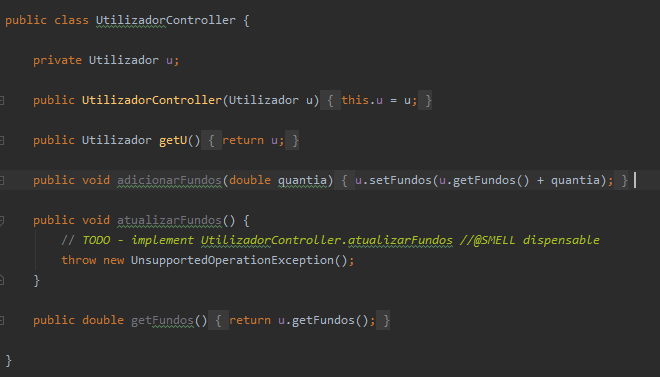 public class UtilizadorController {
private Utilizador u;
public UtilizadorController(Utilizador u) { this.u = u; }
public Utilizador getU() { return u; }
public void adicionarFundos(double quantia) { u.setFundos(u.getFundos() + quantia); }
public void atualizarFundos() {
// TODO - implement UtilizadorController.atualizarFundos //@SMELL dispensable
throw new UnsupportedOperationException();
}
public double getFundos() { return u.getFundos(); }
}